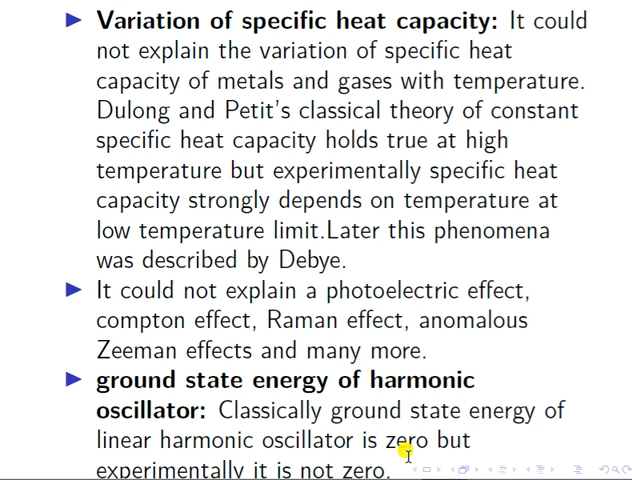 Variation of specific heat capacity: It could
not explain the variation of specific heat
capacity of metals and gases with temperature.
Dulong and Petit's classical theory of constant
specific heat capacity holds true at high
temperature but experimentally specific heat
capacity strongly depends on temperature at
low temperature limit.Later this phenomena
was described by Debye.
It could not explain a photoelectric effect,
compton effect, Raman effect, anomalous
Zeeman effects and many more.
ground state energy of harmonic
oscillator: Classically ground state energy of
linear harmonic oscillator is zero but
experimentally it is not zero.